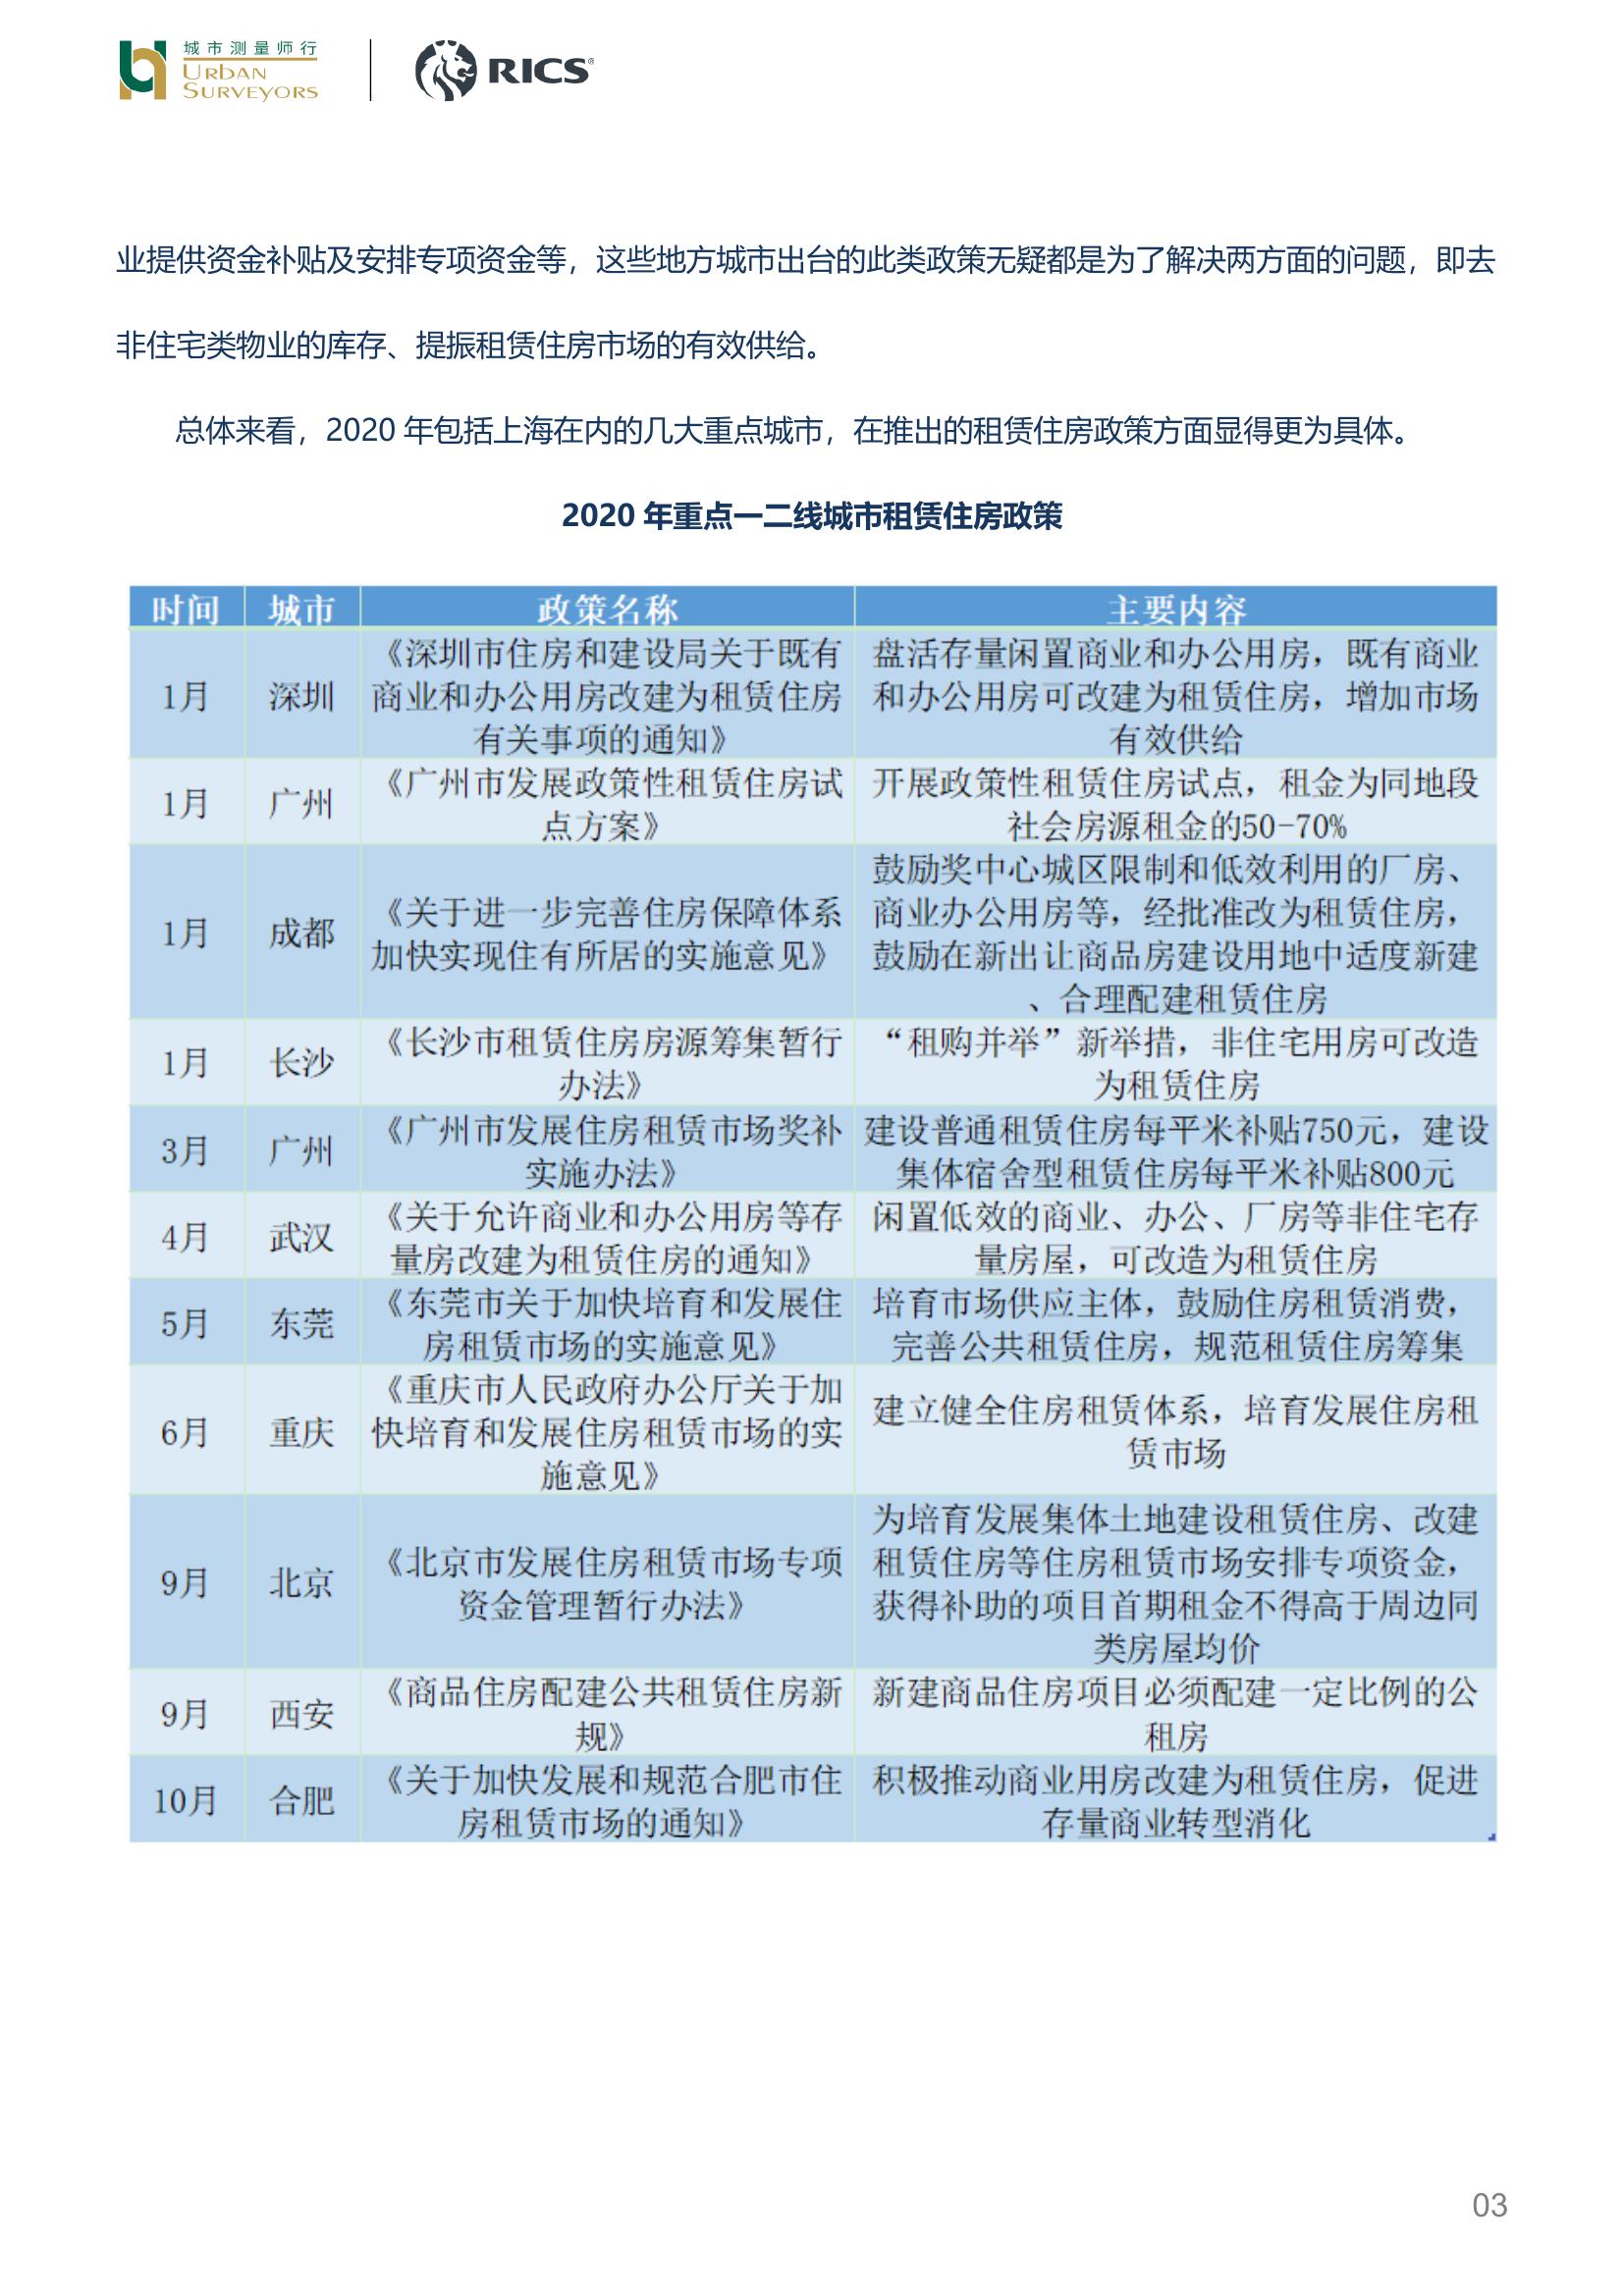 城市测量师行
URBAN
SURVEYORS
RICS®
业提供资金补贴及安排专项资金等，这些地方城市出台的此类政策无疑都是为了解决两方面的问题，即去
非住宅类物业的库存、提振租赁住房市场的有效供给。
总体来看，2020 年包括上海在内的几大重点城市，在推出的租赁住房政策方面显得更为具体。
2020 年重点一二线城市租赁住房政策
时间 城市 政策名称 主要内容
1月 深圳
《深圳市住房和建设局关于既有
商业和办公用房改建为租赁住房
有关事项的通知》
盘活存量闲置商业和办公用房，既有商业
和办公用房可改建为租赁住房，增加市场
有效供给
1月 广州
《广州市发展政策性租赁住房试
点方案》
开展政策性租赁住房试点，租金为同地段
社会房源租金的50-70%
1月 成都
《关于进一步完善住房保障体系
加快实现住有所居的实施意见》
鼓励奖中心城区限制和低效利用的厂房、
商业办公用房等，经批准改为租赁住房，
鼓励在新出让商品房建设用地中适度新建
、合理配建租赁住房
1月 长沙
《长沙市租赁住房房源筹集暂行
办法》
“租购并举”新举措，非住宅用房可改造
为租赁住房
3月 广州
《广州市发展住房租赁市场奖补
实施办法》
建设普通租赁住房每平米补贴750元，建设
集体宿舍型租赁住房每平米补贴800元
4月 武汉
《关于允许商业和办公用房等存
量房改建为租赁住房的通知》
闲置低效的商业、办公、厂房等非住宅存
量房屋，可改造为租赁住房
5月 东莞
《东莞市关于加快培育和发展住
房租赁市场的实施意见》
培育市场供应主体，鼓励住房租赁消费，
完善公共租赁住房，规范租赁住房筹集
6月 重庆
《重庆市人民政府办公厅关于加
快培育和发展住房租赁市场的实
施意见》
建立健全住房租赁体系，培育发展住房租
赁市场
9月 北京
《北京市发展住房租赁市场专项
资金管理暂行办法》
为培育发展集体土地建设租赁住房、改建
租赁住房等住房租赁市场安排专项资金，
获得补助的项目首期租金不得高于周边同
类房屋均价
9月 西安
《商品住房配建公共租赁住房新
规》
新建商品住房项目必须配建一定比例的公
租房
10月 合肥
《关于加快发展和规范合肥市住
房租赁市场的通知》
积极推动商业用房改建为租赁住房，促进
存量商业转型消化
03